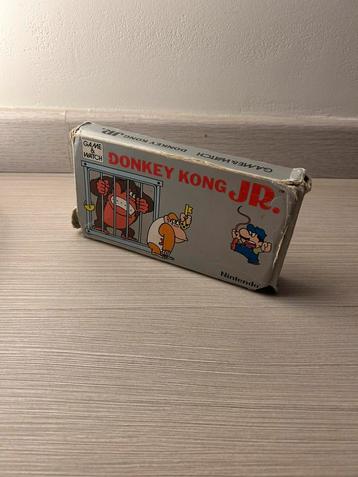 GAME & WATCH DONKEY KONG JR.
GAME
&
WATCH
DONKEY KONG JR.
Nintendo